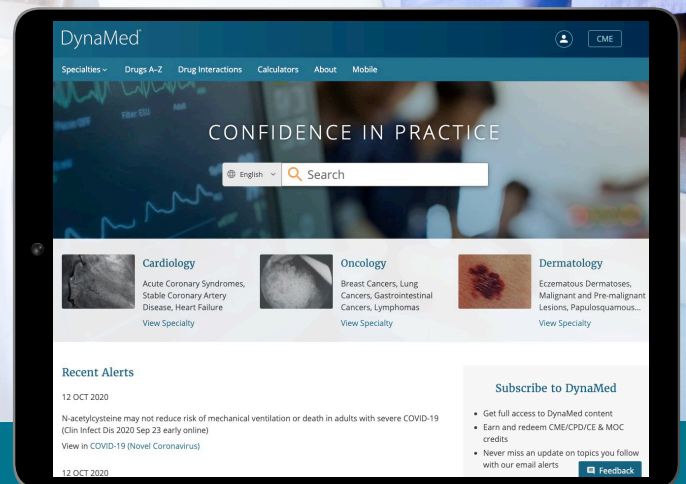 DynaMed®
CME
Specialties
Drugs A–Z
Drug Interactions
Calculators
About
Mobile
Filter ESU
Adult
CONFIDENCE IN PRACTICE
English
Search
Cardiology
Acute Coronary Syndromes,
Stable Coronary Artery
Disease, Heart Failure
View Specialty
Oncology
Breast Cancers, Lung
Cancers, Gastrointestinal
Cancers, Lymphomas
View Specialty
Dermatology
Eczematous Dermatoses,
Malignant and Pre-malignant
Lesions, Papulosquamous...
View Specialty
Recent Alerts
12 OCT 2020
N-acetylcysteine may not reduce risk of mechanical ventilation or death in adults with severe COVID-19
(Clin Infect Dis 2020 Sep 23 early online)
View in COVID-19 (Novel Coronavirus)
12 OCT 2020
Subscribe to DynaMed
• Get full access to DynaMed content
• Earn and redeem CME/CPD/CE & MOC
credits
• Never miss an update on topics you follow
with our email alerts
Feedback